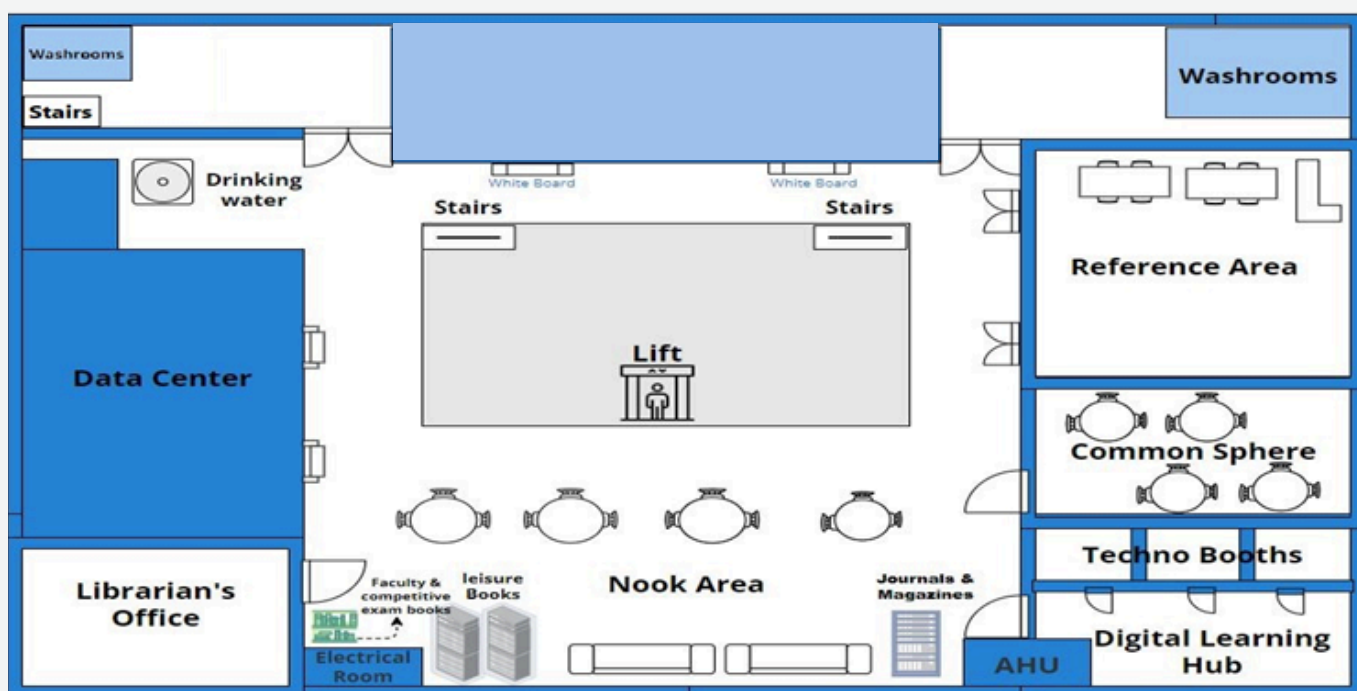 Washrooms
Washrooms
Stairs
Drinking
water
White Board
White Board
Stairs
Stairs
Reference Area
Lift
Data Center
Common Sphere
Techno Booths
Librarian's
Office
Faculty &
competitive
exam books
leisure
Books
Nook Area
Journals &
Magazines
Digital Learning
Hub
Electrical
Room
AHU